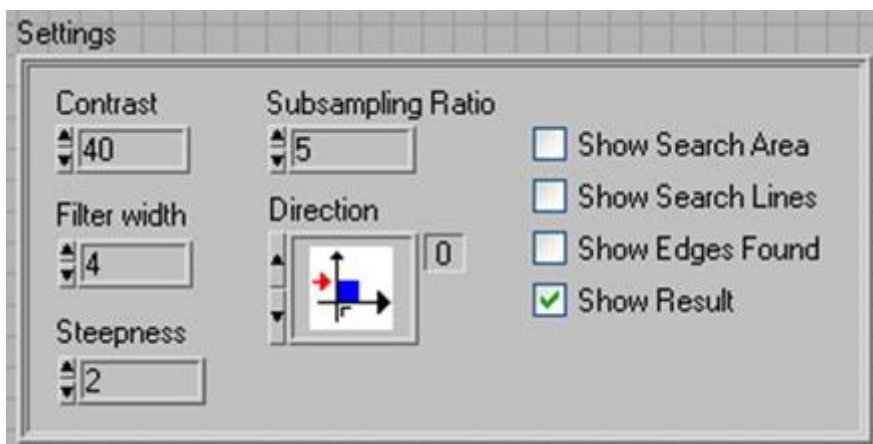 Settings
Contrast
40
Filter width
4
Steepness
2
Subsampling Ratio
5
Direction
0
Show Search Area
Show Search Lines
Show Edges Found
Show Result